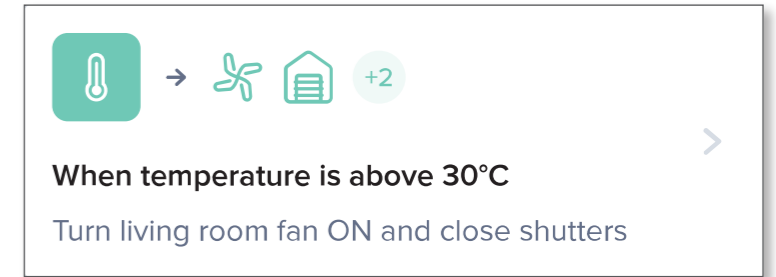 +2
When temperature is above 30°C
Turn living room fan ON and close shutters